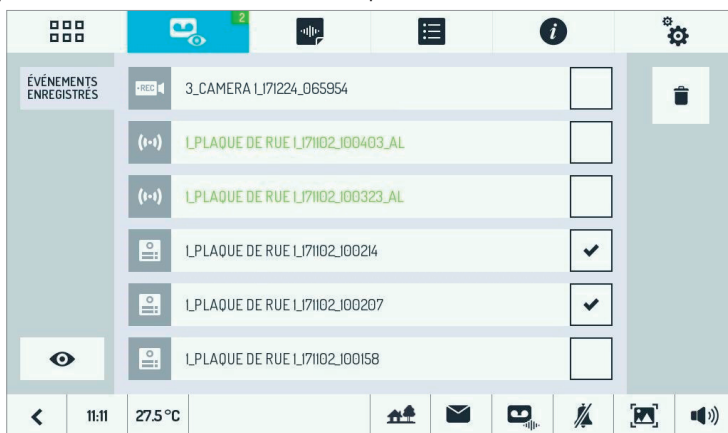 2
ÉVÉNEMENTS
ENREGISTRÉS
REC
3_CAMERA 1_171224_065954
1_PLAQUE DE RUE 1_171102_100403_AL
1_PLAQUE DE RUE 1_171102_100323_AL
1_PLAQUE DE RUE 1_171102_100214
1_PLAQUE DE RUE 1_171102_100207
1_PLAQUE DE RUE 1_171102_100158
11:11
27.5 °C